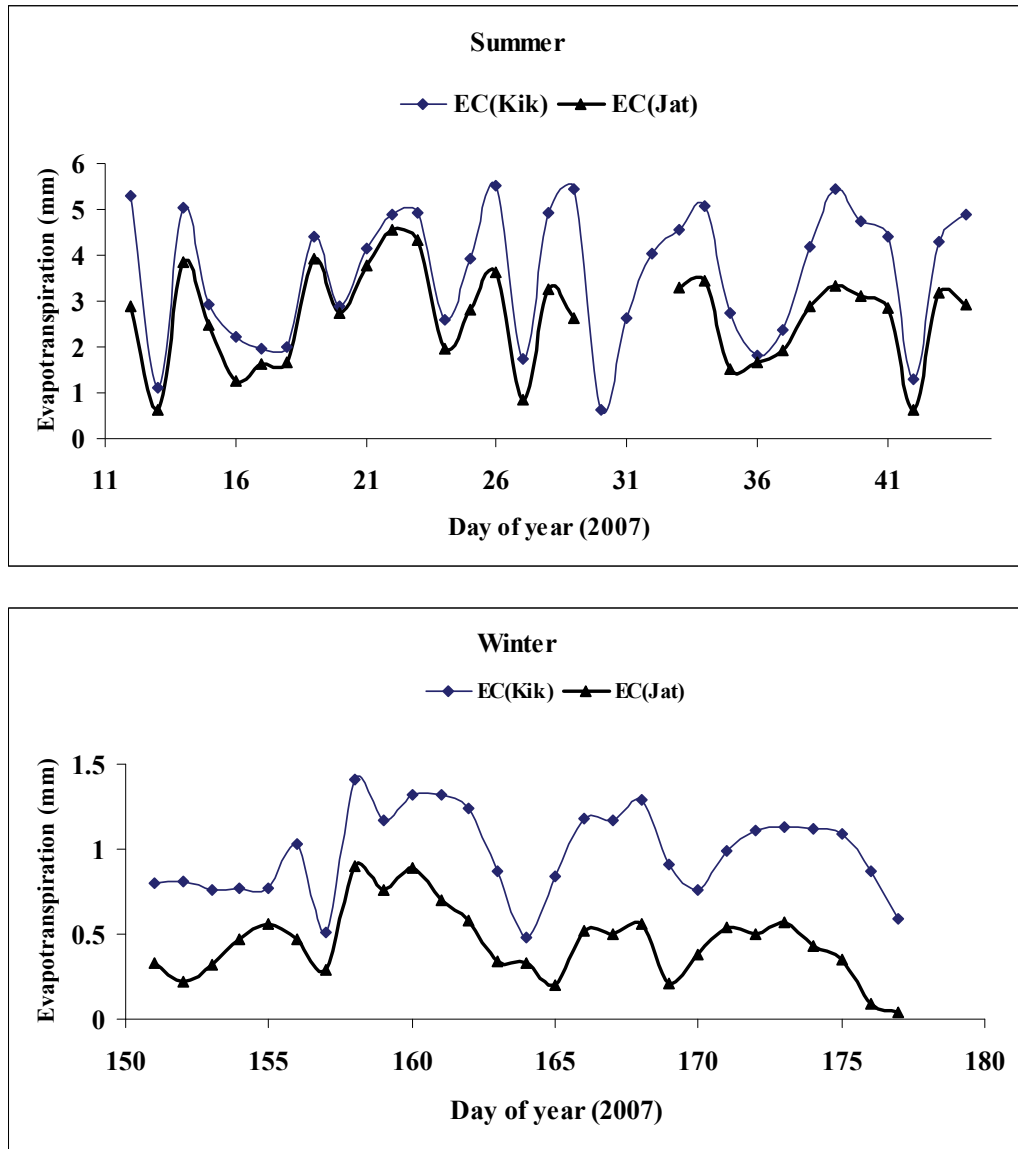 Summer
EC(Kik) EC(Jat)
6
5
4
3
2
1
0
Evapotranspiration (mm)
11 16 21 26 31 36 41
Day of year (2007)
Winter
EC(Kik) EC(Jat)
1.5
1
0.5
0
Evapotranspiration (mm)
150 155 160 165 170 175 180
Day of year (2007)